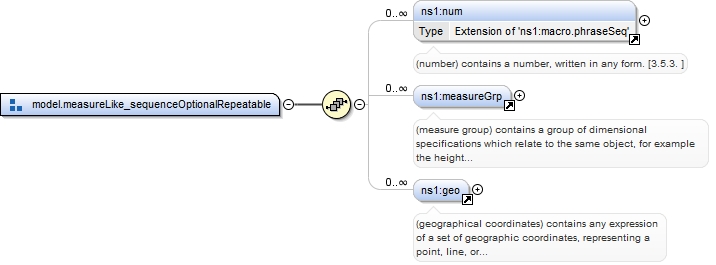 0..∞
ns1:num
Type Extension of 'ns1:macro.phraseSeq'
(number) contains a number, written in any form. [3.5.3. ]
model.measureLike_sequenceOptionalRepeatable
0..∞
ns1:measureGrp
(measure group) contains a group of dimensional
specifications which relate to the same object, for example
the height...
0..∞
ns1:geo
(geographical coordinates) contains any expression
of a set of geographic coordinates, representing a
point, line, or...